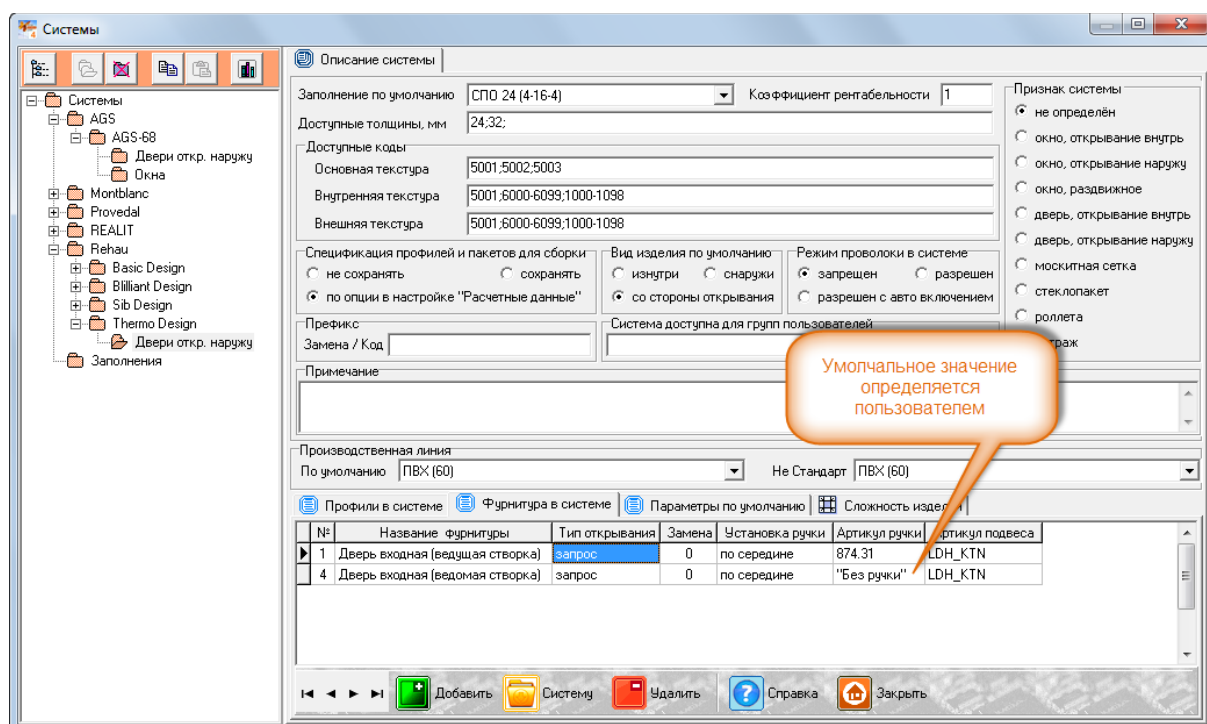 Системы
Описание системы
Системы
AGS
AGS-68
Двери откр. наружу
Окна
Montblanc
Provedal
REALIT
Rehau
Basic Design
Blilliant Design
Sib Design
Thermo Design
Двери откр. наружу
Заполнения
Заполнение по умолчанию СПО 24 (4-16-4) Коэффициент рентабельности 1
Доступные толщины, мм 24;32;
Доступные коды
Основная текстура 5001;5002;5003
Внутренняя текстура 5001;6000-6099;1000-1098
Внешняя текстура 5001;6000-6099;1000-1098
Признак системы
не определён
окно, открывание внутрь
окно, открывание наружу
окно, раздвижное
дверь, открывание внутрь
дверь, открывание наружу
москитная сетка
стеклопакет
роллета
Спецификация профилей и пакетов для сборки
не сохранять сохранять
по опции в настройке "Расчетные данные"
Вид изделия по умолчанию
изнутри снаружи
со стороны открывания
Режим проволоки в системе
запрещен разрешен
разрешен с авто включением
Префикс
Замена / Код
Система доступна для групп пользователей
Примечание
Умолчальное значение
определяется
пользователем
Производственная линия
По умолчанию ПВХ (60) Не Стандарт ПВХ (60)
Профили в системе Фурнитура в системе Параметры по умолчанию Сложность
№ Название фурнитуры Тип открывания Замена Установка ручки Артикул ручки Артикул подвеса
1 Дверь входная (ведущая створка) запрос 0 по середине 874.31 LDH_KTN
4 Дверь входная (ведомая створка) запрос 0 по середине "Без ручки" LDH_KTN
Добавить Систему Удалить Справка Закрыть